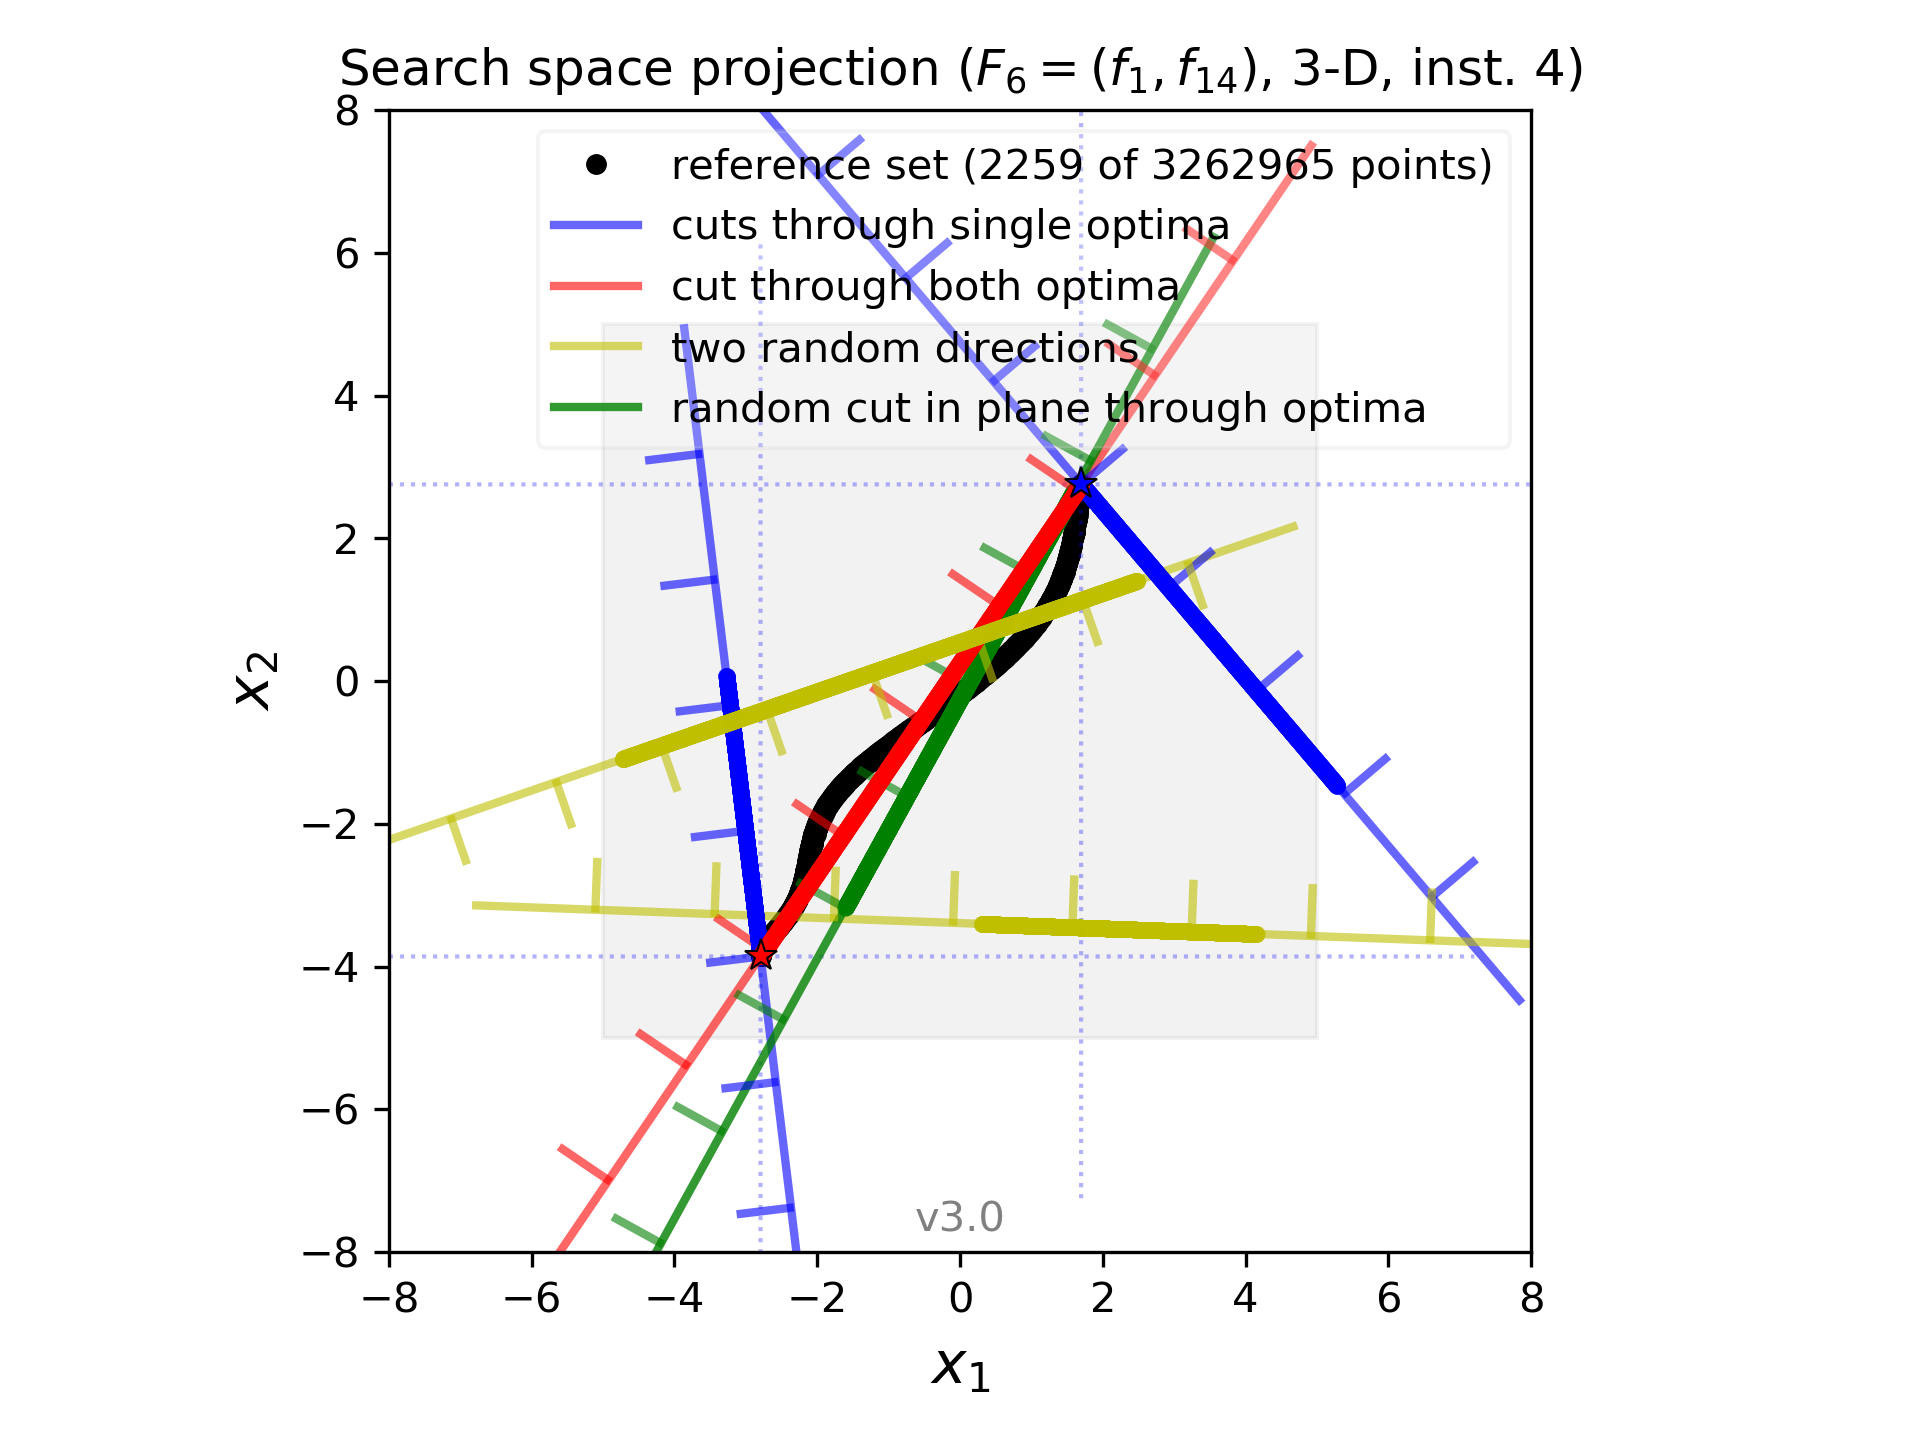 Search space projection (F₆ = (f₁, f₁₄), 3-D, inst. 4)
reference set (2259 of 3262965 points)
cuts through single optima
cut through both optima
two random directions
random cut in plane through optima
8
6
4
2
0
−2
−4
−6
−8
x₂
v3.0
−8 −6 −4 −2 0 2 4 6 8
x₁